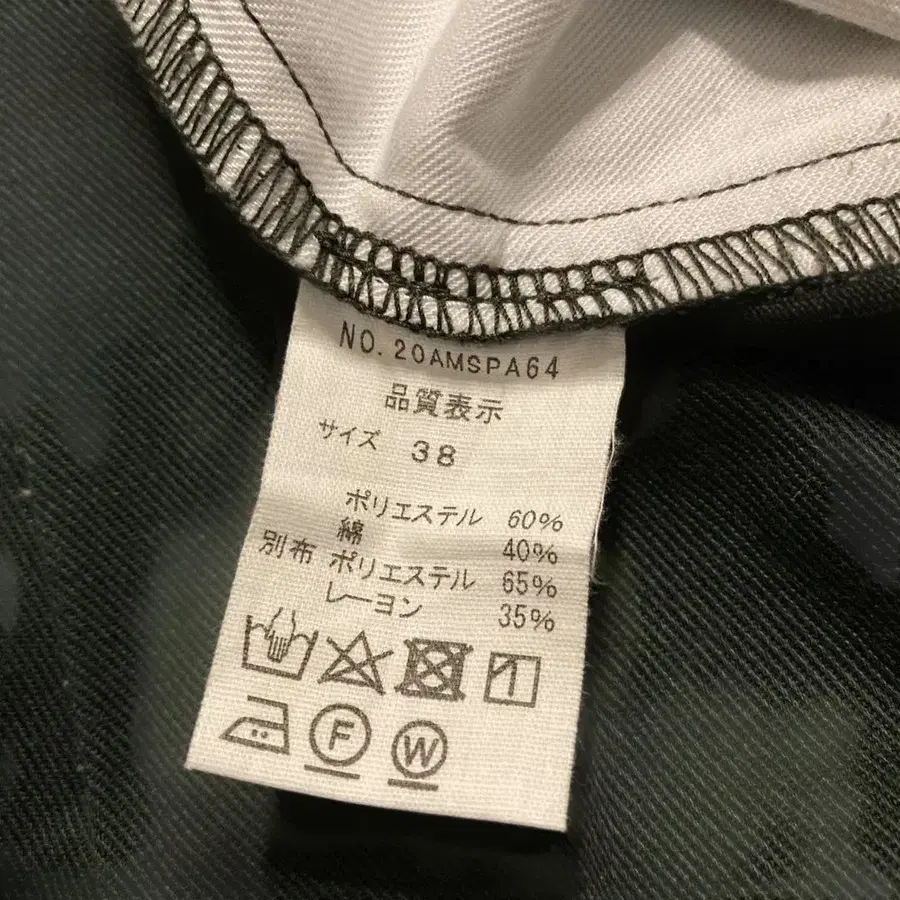 NO.20AMSPA64
品質表示
サイズ 38
ポリエステル 60%
綿 40%
別布 ポリエステル 65%
レーヨン 35%
F W